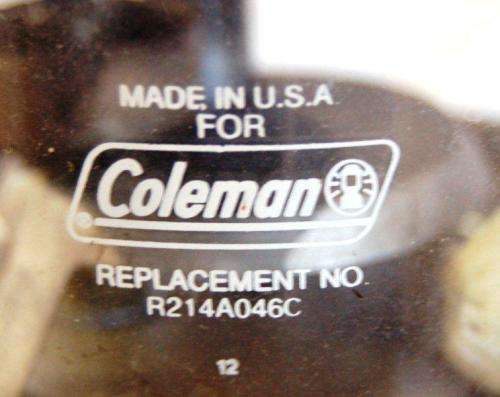 MADE IN U.S.A
FOR
Coleman
®
REPLACEMENT NO.
R214A046C
12